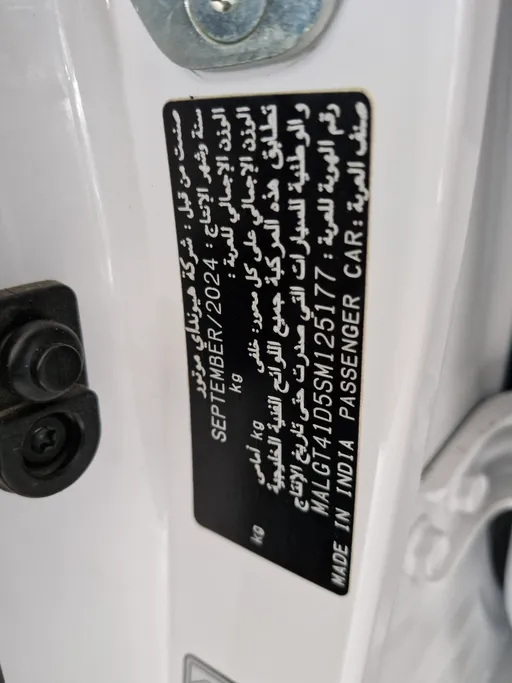 صنعت من قبل : شركة هيونداي موتور
سنة وشهر الإنتاج : SEPTEMBER/2024
الوزن الإجمالي للعربة : kg
الوزن الإجمالي على كل محور: خلفى kg أمامى kg
تطابق هذه المركبة جميع اللوائح الفنية الخليجية
و الوطنية للسيارات التي صدرت حتى تاريخ الإنتاج
رقم الهوية للعربة : MALGT41D5SM125177
صنف العربة: MADE IN INDIA PASSENGER CAR